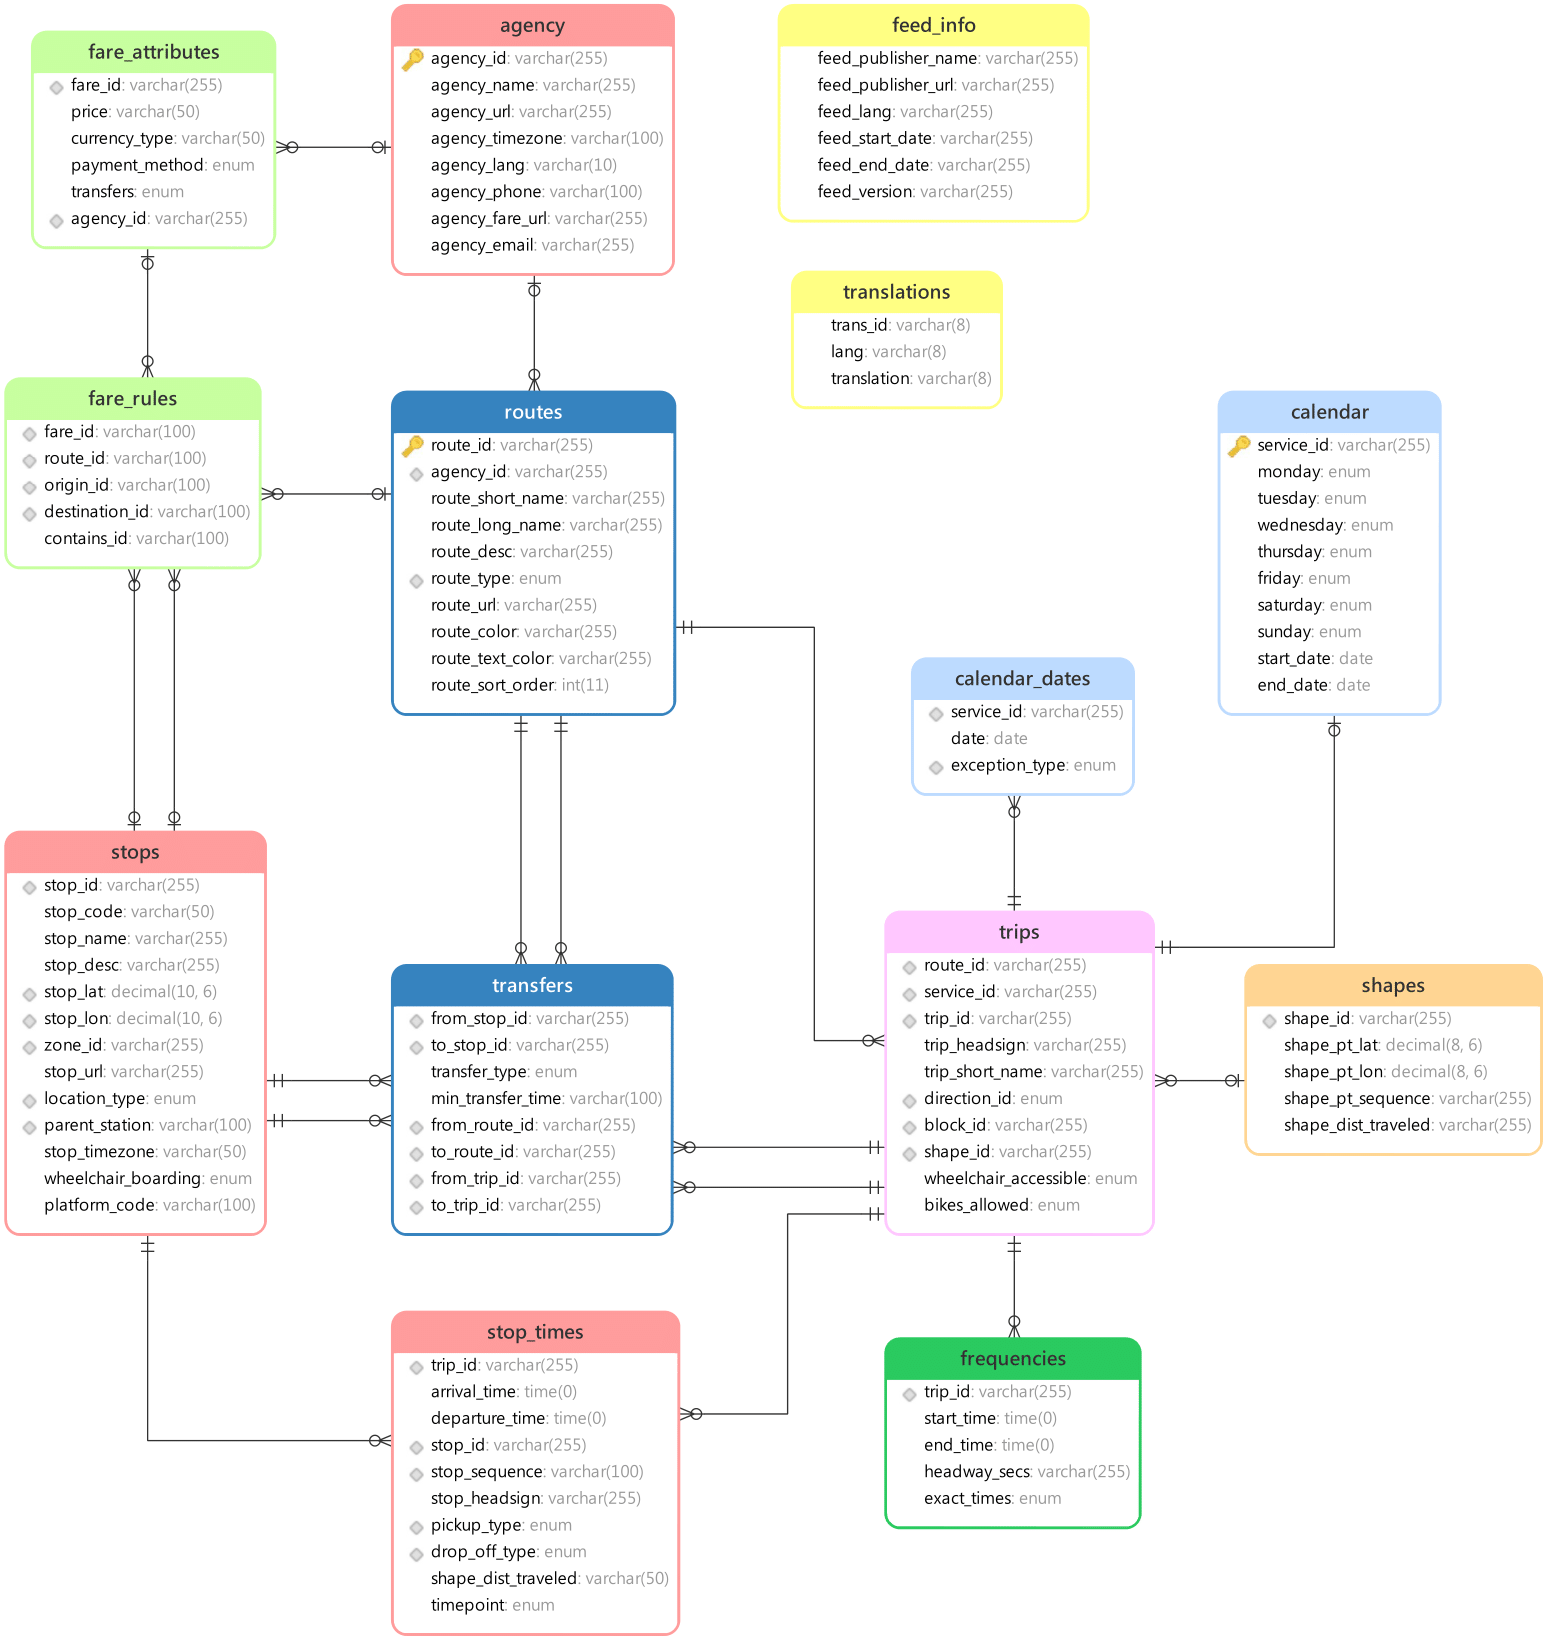 fare_attributes
fare_id: varchar(255)
price: varchar(50)
currency_type: varchar(50)
payment_method: enum
transfers: enum
agency_id: varchar(255)
agency
agency_id: varchar(255)
agency_name: varchar(255)
agency_url: varchar(255)
agency_timezone: varchar(100)
agency_lang: varchar(10)
agency_phone: varchar(100)
agency_fare_url: varchar(255)
agency_email: varchar(255)
feed_info
feed_publisher_name: varchar(255)
feed_publisher_url: varchar(255)
feed_lang: varchar(255)
feed_start_date: varchar(255)
feed_end_date: varchar(255)
feed_version: varchar(255)
translations
trans_id: varchar(8)
lang: varchar(8)
translation: varchar(8)
fare_rules
fare_id: varchar(100)
route_id: varchar(100)
origin_id: varchar(100)
destination_id: varchar(100)
contains_id: varchar(100)
routes
route_id: varchar(255)
agency_id: varchar(255)
route_short_name: varchar(255)
route_long_name: varchar(255)
route_desc: varchar(255)
route_type: enum
route_url: varchar(255)
route_color: varchar(255)
route_text_color: varchar(255)
route_sort_order: int(11)
calendar
service_id: varchar(255)
monday: enum
tuesday: enum
wednesday: enum
thursday: enum
friday: enum
saturday: enum
sunday: enum
start_date: date
end_date: date
calendar_dates
service_id: varchar(255)
date: date
exception_type: enum
stops
stop_id: varchar(255)
stop_code: varchar(50)
stop_name: varchar(255)
stop_desc: varchar(255)
stop_lat: decimal(10, 6)
stop_lon: decimal(10, 6)
zone_id: varchar(255)
stop_url: varchar(255)
location_type: enum
parent_station: varchar(100)
stop_timezone: varchar(50)
wheelchair_boarding: enum
platform_code: varchar(100)
transfers
from_stop_id: varchar(255)
to_stop_id: varchar(255)
transfer_type: enum
min_transfer_time: varchar(100)
from_route_id: varchar(255)
to_route_id: varchar(255)
from_trip_id: varchar(255)
to_trip_id: varchar(255)
trips
route_id: varchar(255)
service_id: varchar(255)
trip_id: varchar(255)
trip_headsign: varchar(255)
trip_short_name: varchar(255)
direction_id: enum
block_id: varchar(255)
shape_id: varchar(255)
wheelchair_accessible: enum
bikes_allowed: enum
shapes
shape_id: varchar(255)
shape_pt_lat: decimal(8, 6)
shape_pt_lon: decimal(8, 6)
shape_pt_sequence: varchar(255)
shape_dist_traveled: varchar(255)
stop_times
trip_id: varchar(255)
arrival_time: time(0)
departure_time: time(0)
stop_id: varchar(255)
stop_sequence: varchar(100)
stop_headsign: varchar(255)
pickup_type: enum
drop_off_type: enum
shape_dist_traveled: varchar(50)
timepoint: enum
frequencies
trip_id: varchar(255)
start_time: time(0)
end_time: time(0)
headway_secs: varchar(255)
exact_times: enum